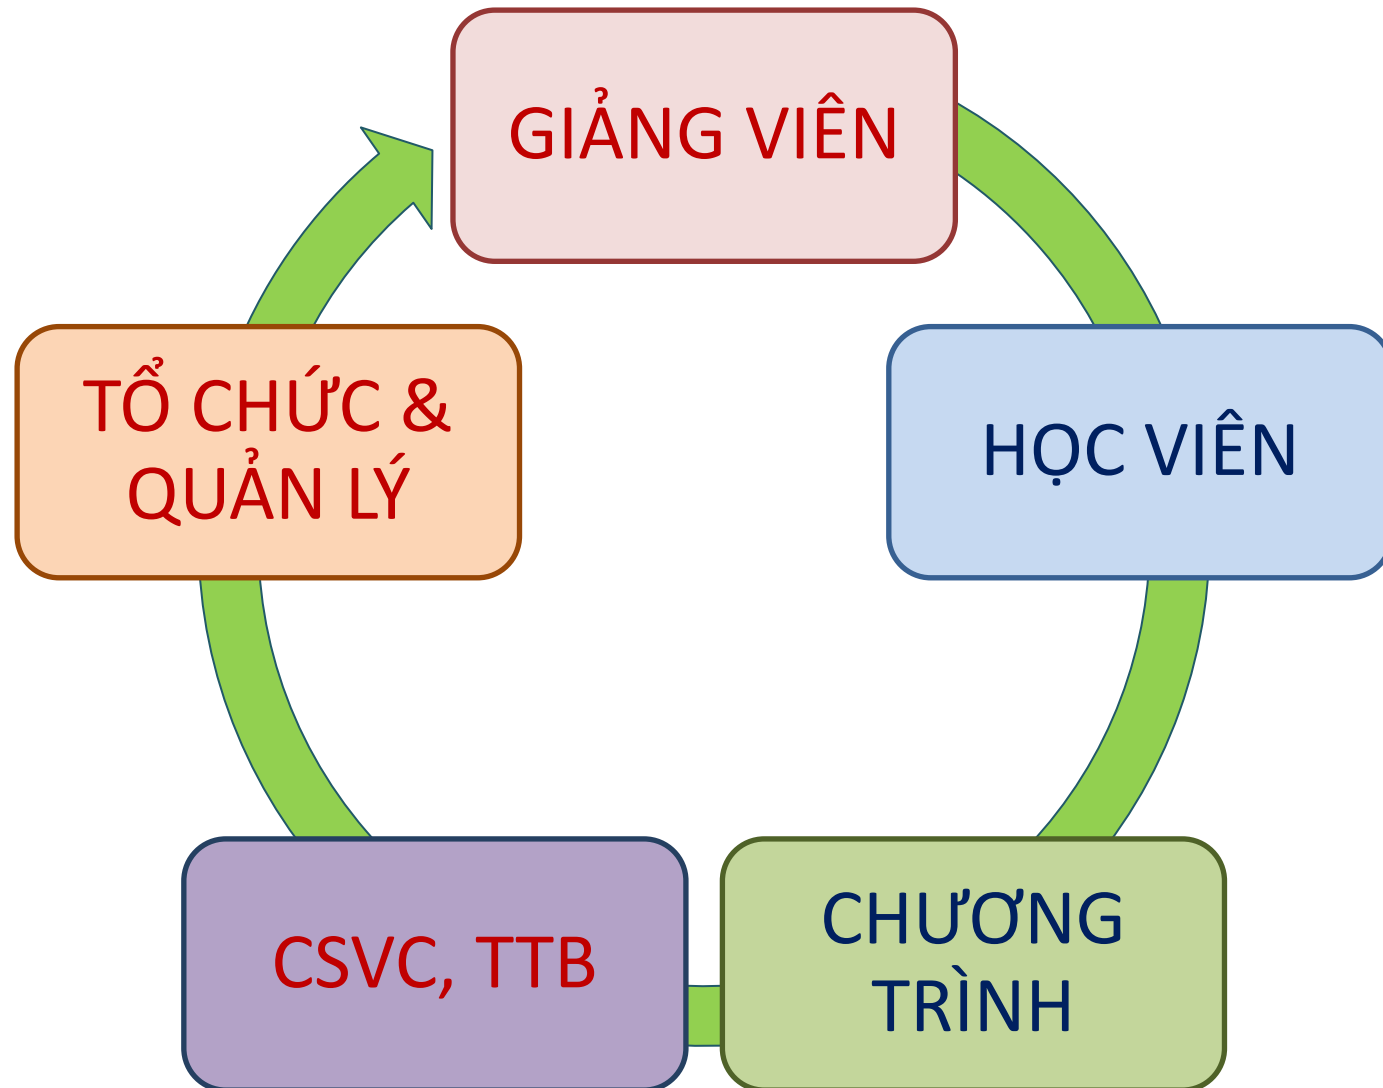 GIẢNG VIÊN
HỌC VIÊN
CHƯƠNG
TRÌNH
CSVC, TTB
TỔ CHỨC &
QUẢN LÝ